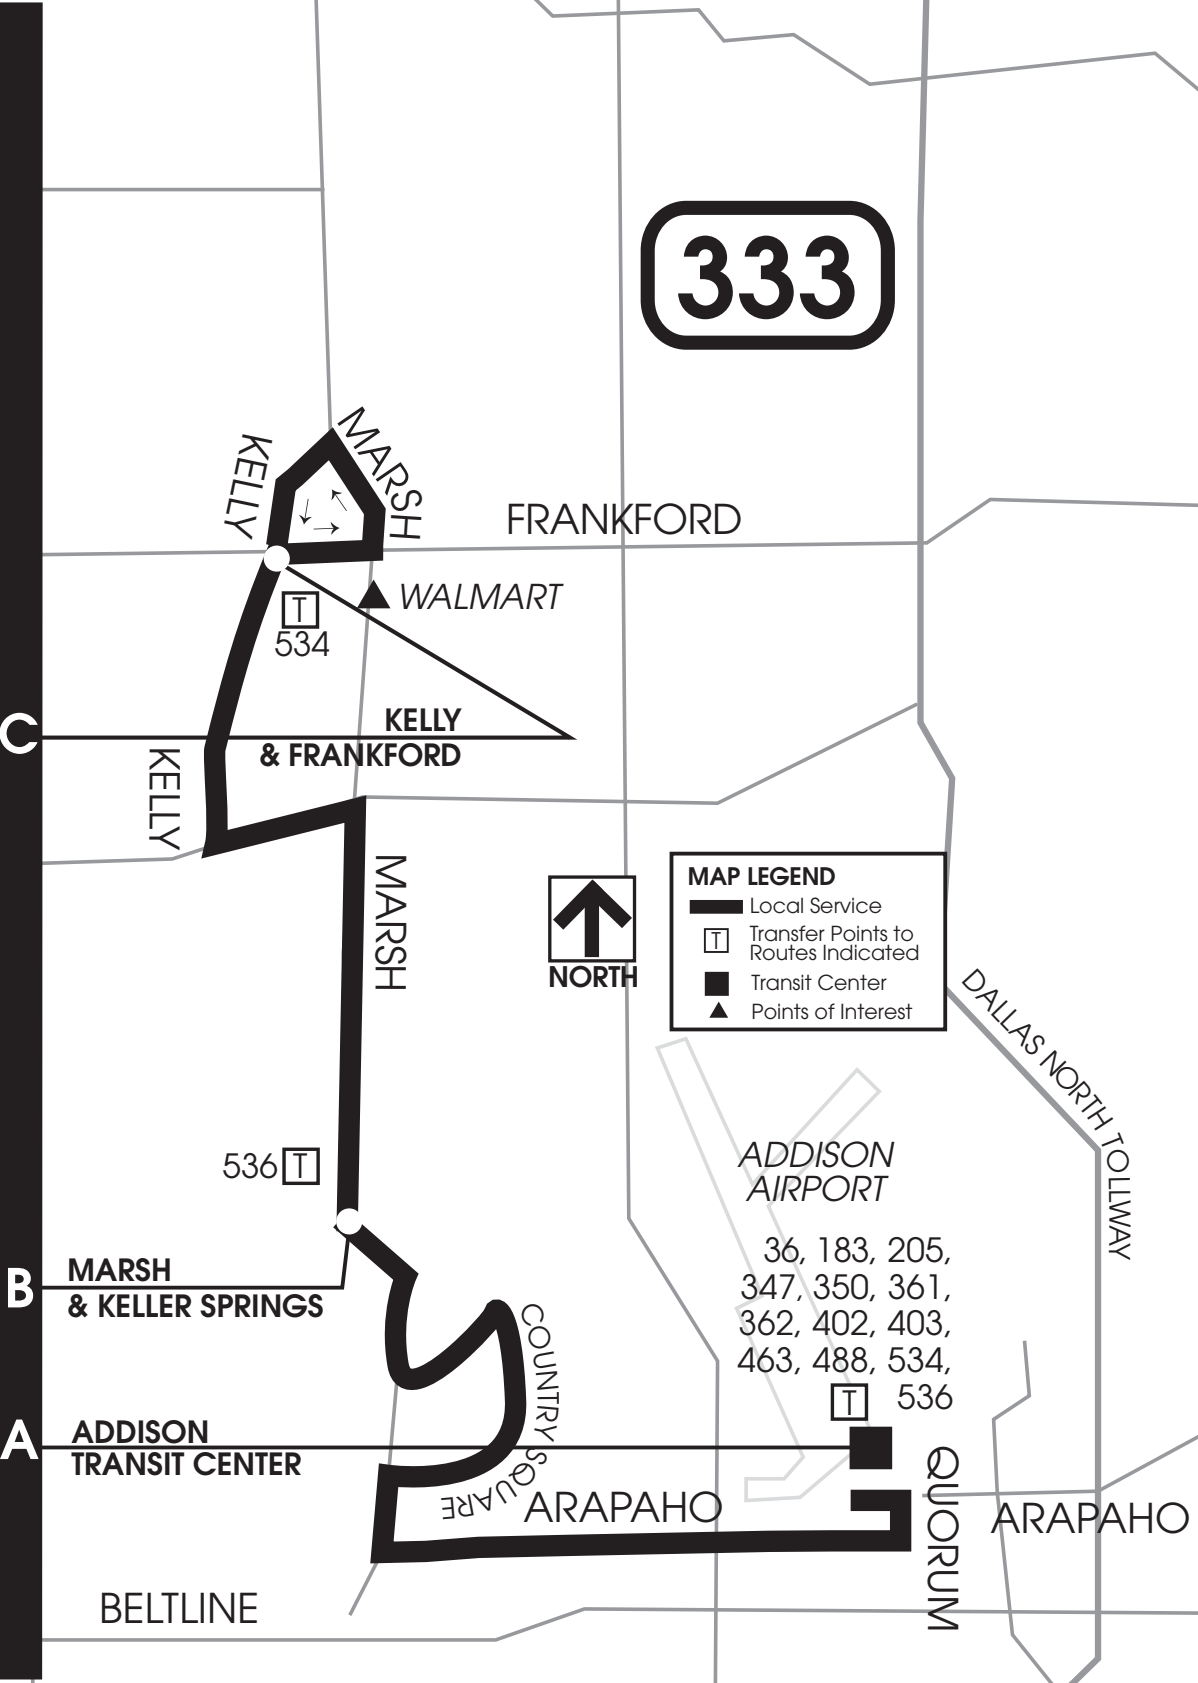 333
KELLY
MARSH
FRANKFORD
WALMART
T
534
C
KELLY
& FRANKFORD
KELLY
MARSH
NORTH
MAP LEGEND
Local Service
T
Transfer Points to
Routes Indicated
Transit Center
Points of Interest
DALLAS NORTH TOLLWAY
536 T
ADDISON
AIRPORT
36, 183, 205,
347, 350, 361,
362, 402, 403,
463, 488, 534,
T 536
B
MARSH
& KELLER SPRINGS
COUNTRY SQUARE
A
ADDISON
TRANSIT CENTER
QUORUM
ARAPAHO
ARAPAHO
BELTLINE